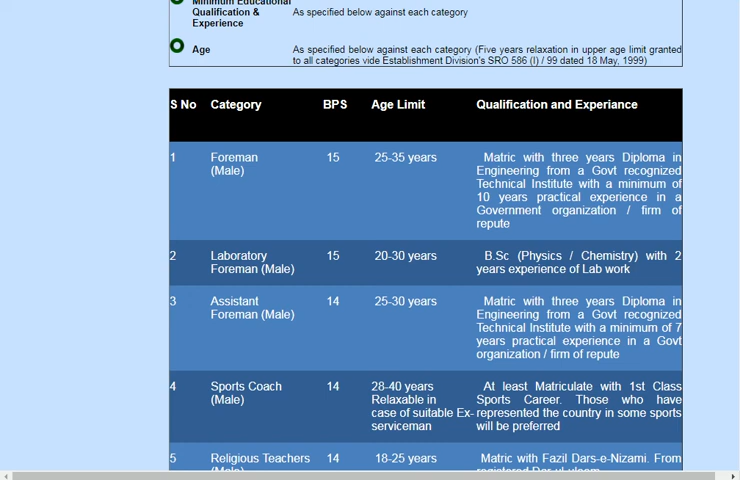 Minimum Educational
Qualification & As specified below against each category
Experience
Age As specified below against each category (Five years relaxation in upper age limit granted
to all categories vide Establishment Division's SRO 586 (I) / 99 dated 18 May, 1999)
S No Category BPS Age Limit Qualification and Experiance
1 Foreman 15 25-35 years Matric with three years Diploma in
(Male) Engineering from a Govt recognized
Technical Institute with a minimum of
10 years practical experience in a
Government organization / firm of
repute
2 Laboratory 15 20-30 years B.Sc (Physics / Chemistry) with 2
Foreman (Male) years experience of Lab work
3 Assistant 14 25-30 years Matric with three years Diploma in
Foreman (Male) Engineering from a Govt recognized
Technical Institute with a minimum of 7
years practical experience in a Govt
organization / firm of repute
4 Sports Coach 14 28-40 years At least Matriculate with 1st Class
(Male) Relaxable in Sports Career. Those who have
case of suitable Ex- represented the country in some sports
serviceman will be preferred
5 Religious Teachers 14 18-25 years Matric with Fazil Dars-e-Nizami. From
(Male) registered Dar-ul-uloom